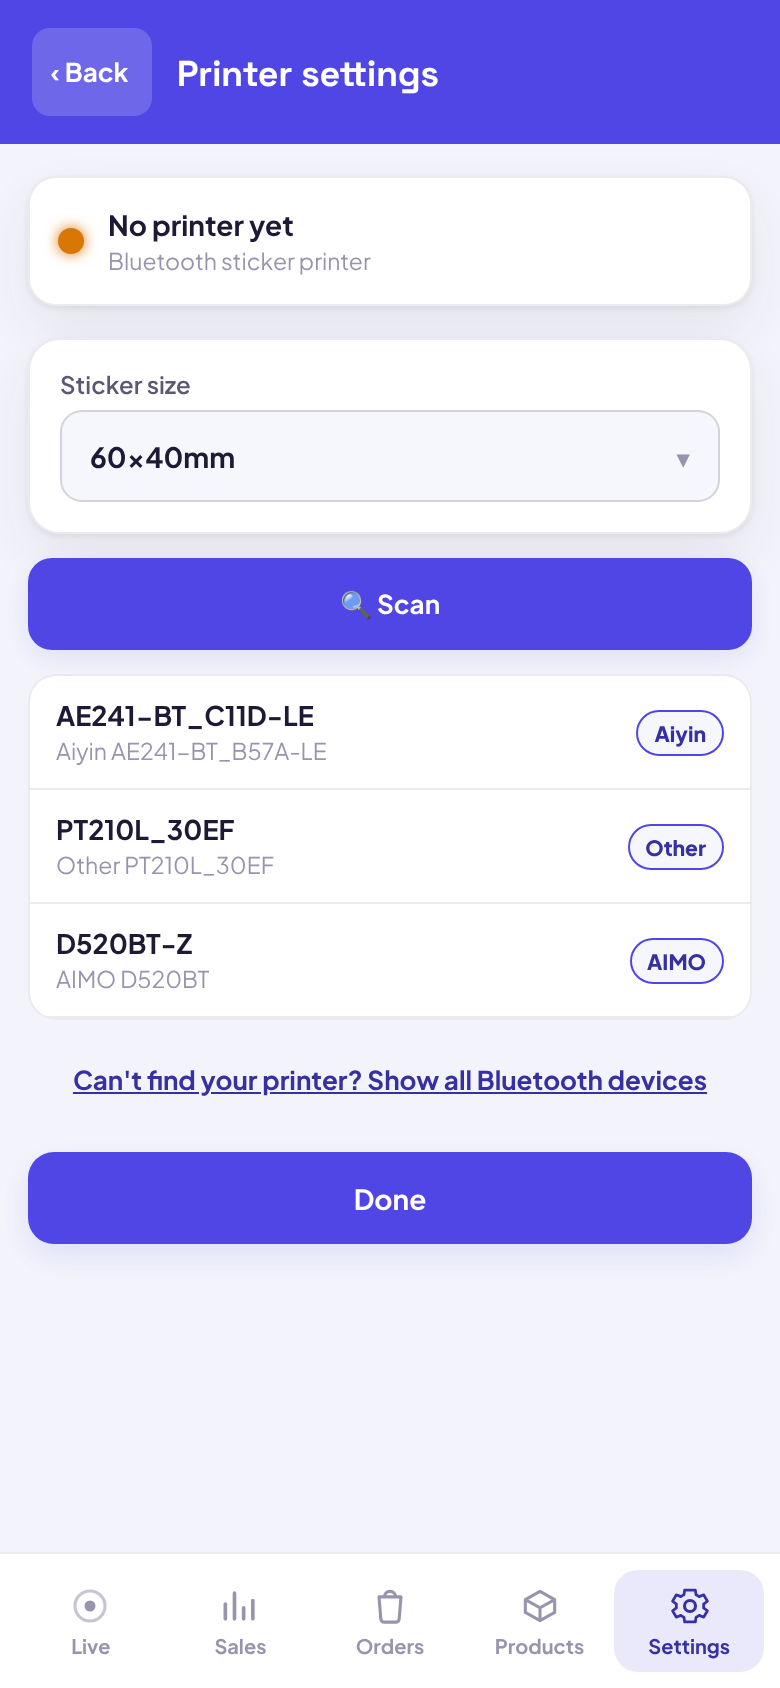 ‹ Back
Printer settings
No printer yet
Bluetooth sticker printer
Sticker size
60×40mm
▼
🔍 Scan
AE241-BT_C11D-LE
Aiyin AE241-BT_B57A-LE
Aiyin
PT210L_30EF
Other PT210L_30EF
Other
D520BT-Z
AIMO D520BT
AIMO
Can't find your printer? Show all Bluetooth devices
Done
Live
Sales
Orders
Products
Settings